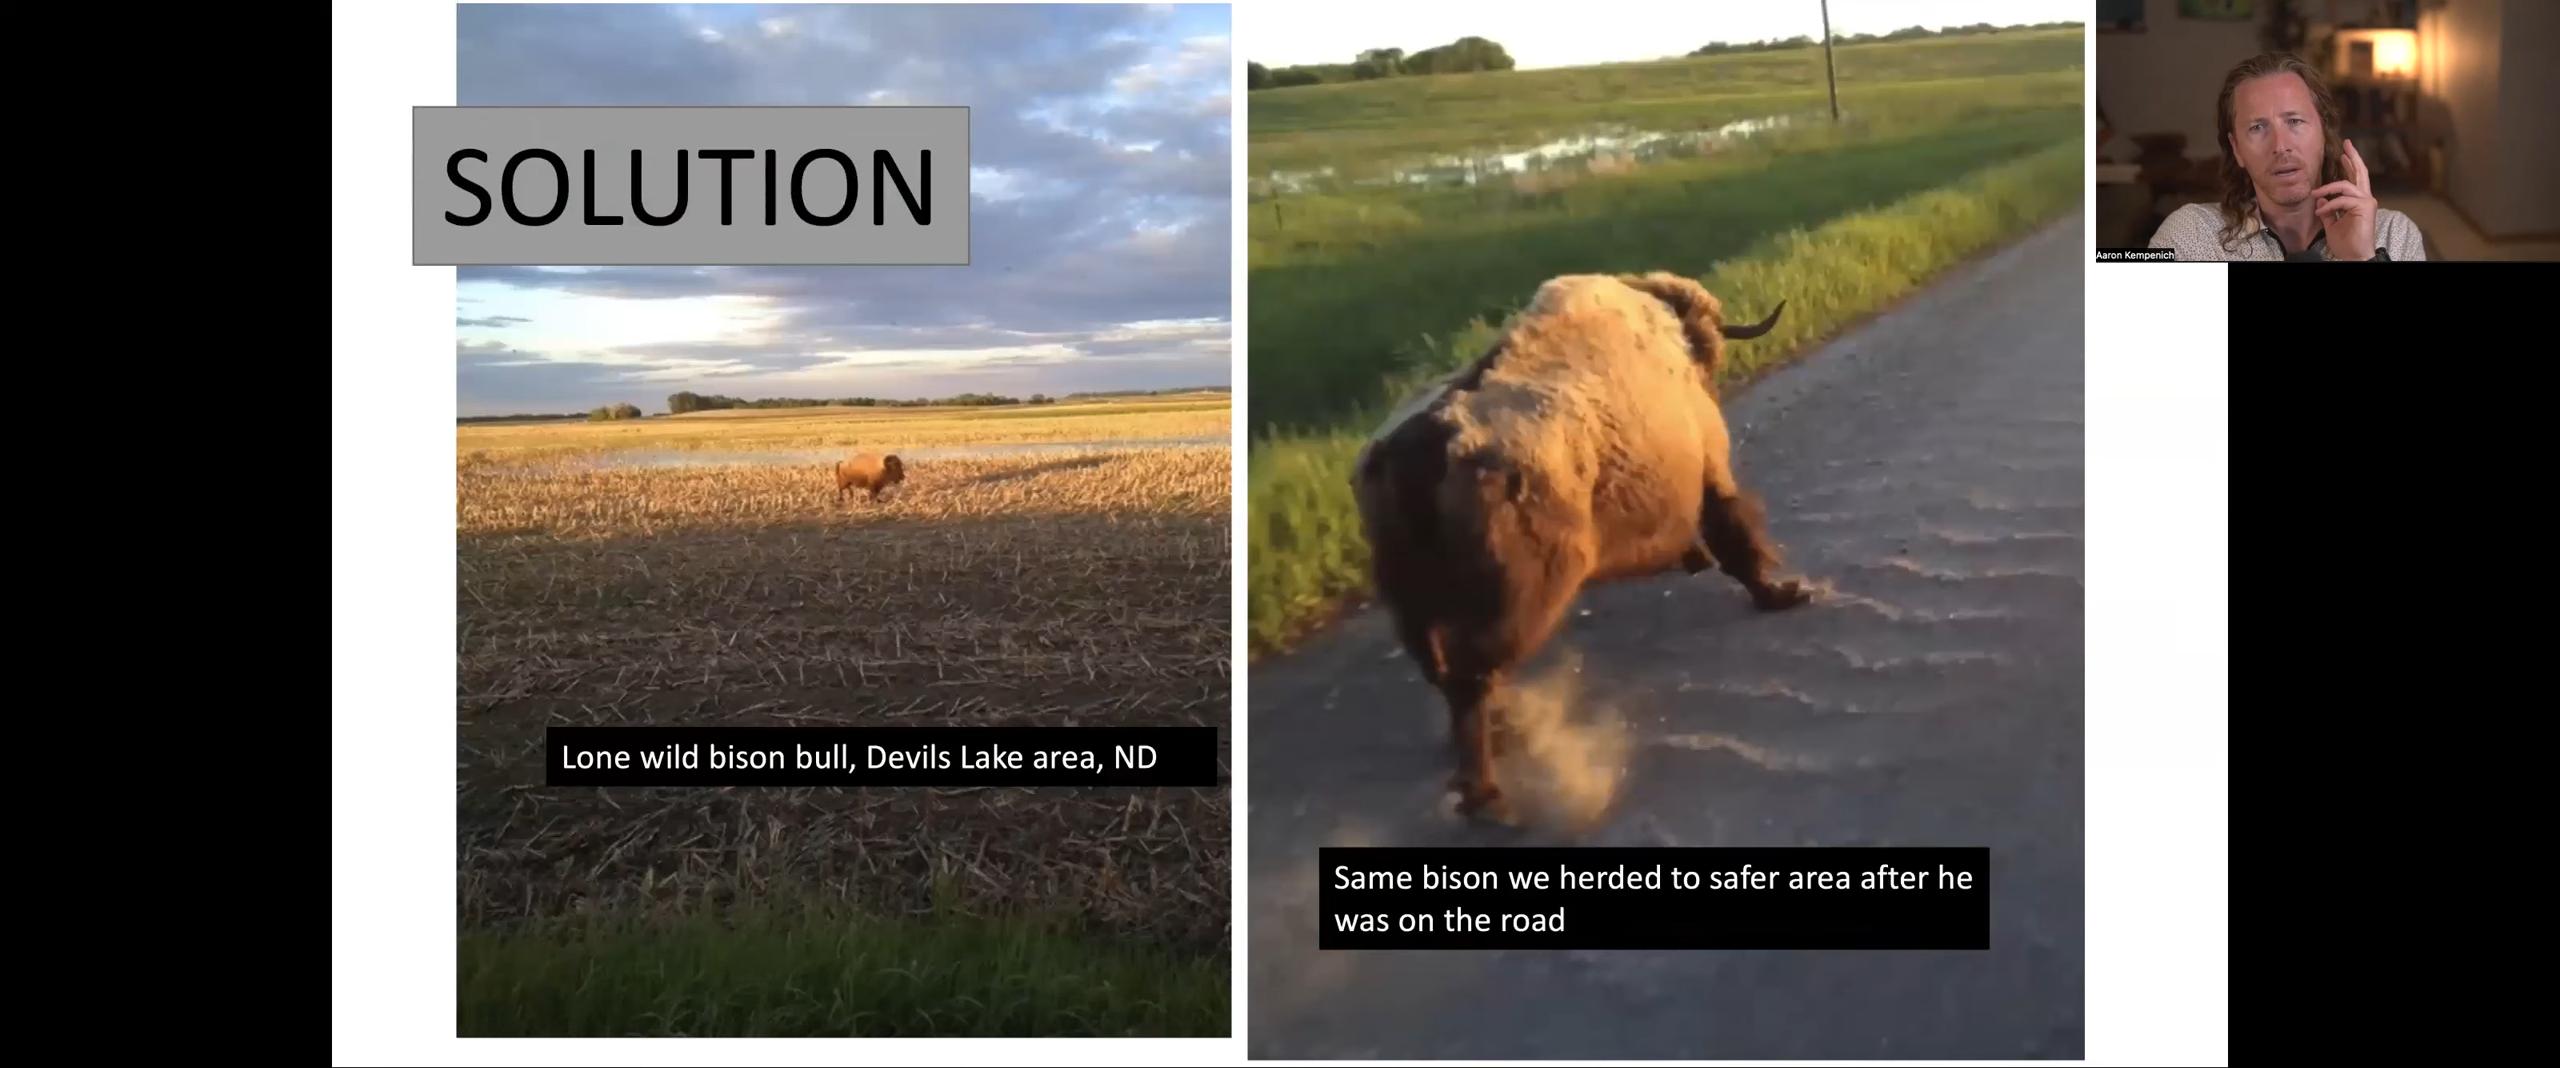 SOLUTION
Lone wild bison bull, Devils Lake area, ND
Same bison we herded to safer area after he
was on the road
Aaron Kempenich